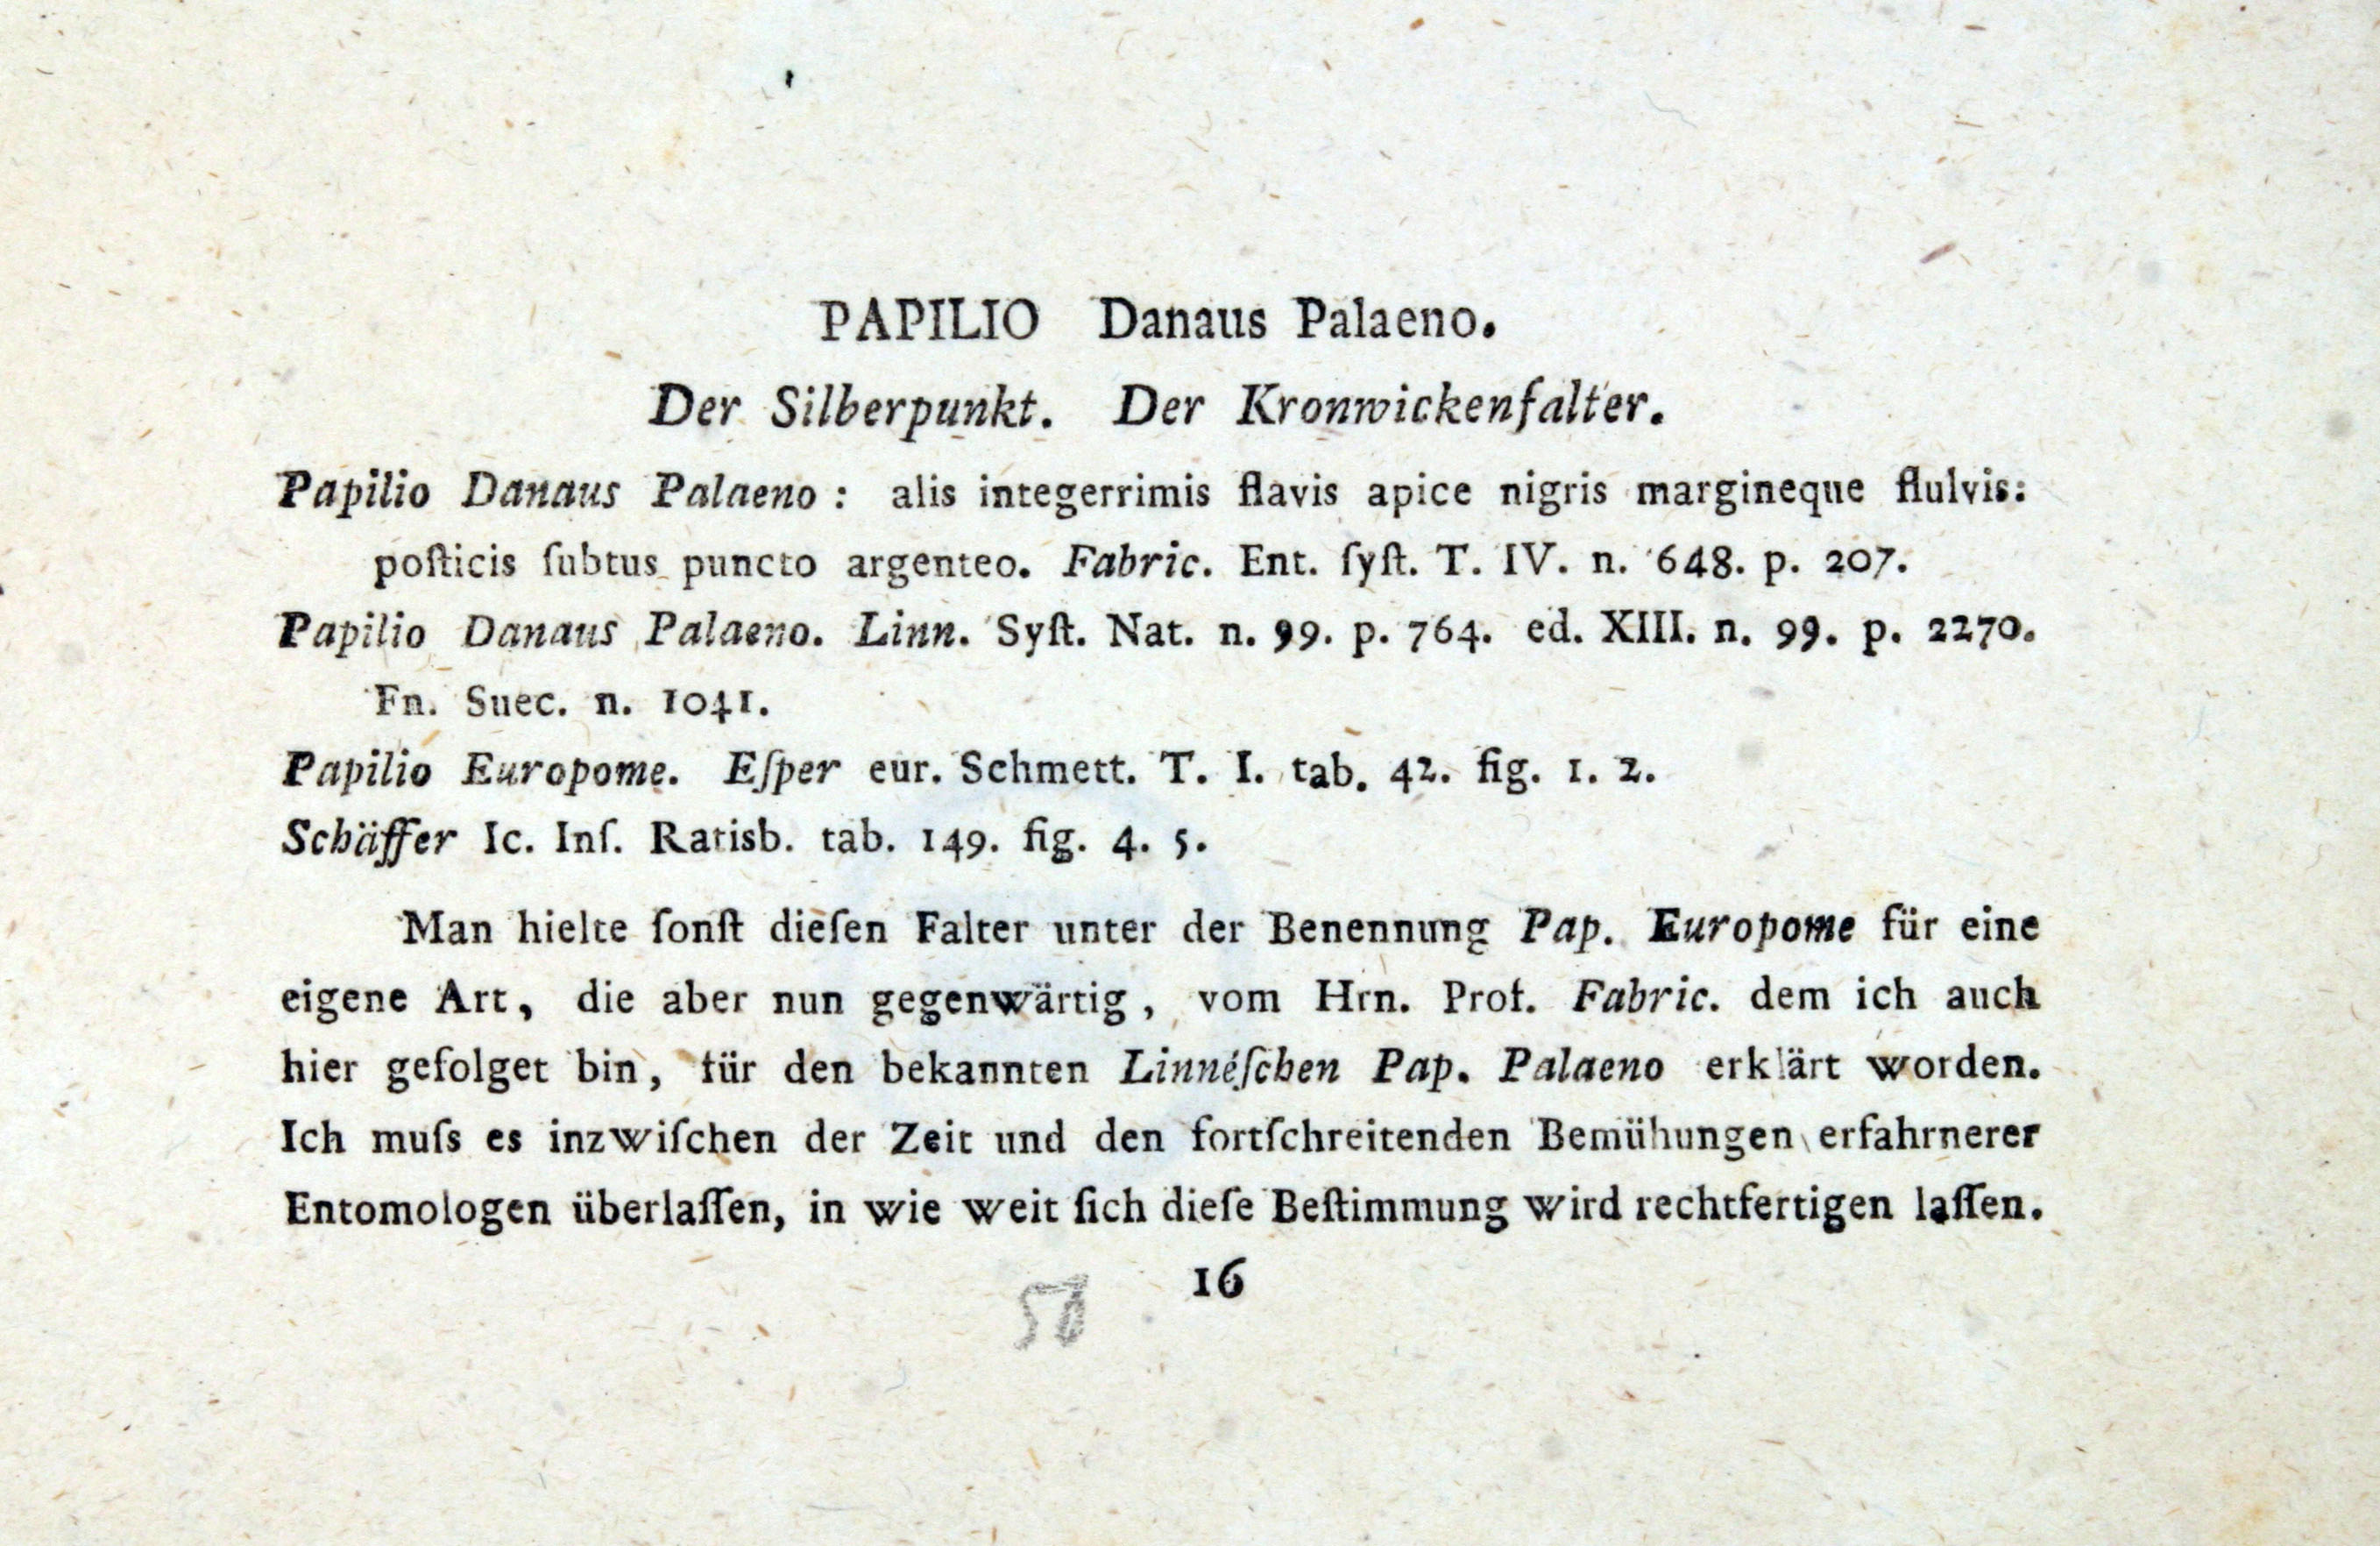 PAPILIO Danaus Palaeno.
Der Silberpunkt. Der Kronwickenfalter.
Papilio Danaus Palaeno: alis integerrimis flavis apice nigris margineque flulvis:
poſticis ſubtus puncto argenteo. Fabric. Ent. ſyſt. T. IV. n. 648. p. 207.
Papilio Danaus Palaeno. Linn. Syſt. Nat. n. 99. p. 764. ed. XIII. n. 99. p. 2270.
Fn. Suec. n. 1041.
Papilio Europome. Eſper eur. Schmett. T. I. tab. 42. fig. 1. 2.
Schäffer Ic. Inſ. Ratisb. tab. 149. fig. 4. 5.
Man hielte ſonſt dieſen Falter unter der Benennung Pap. Europome für eine
eigene Art, die aber nun gegenwärtig, vom Hrn. Prof. Fabric. dem ich auch
hier gefolget bin, für den bekannten Linnéſchen Pap. Palaeno erklärt worden.
Ich muſs es inzwiſchen der Zeit und den fortſchreitenden Bemühungen erfahrnerer
Entomologen überlaſſen, in wie weit ſich dieſe Beſtimmung wird rechtfertigen laſſen.
16